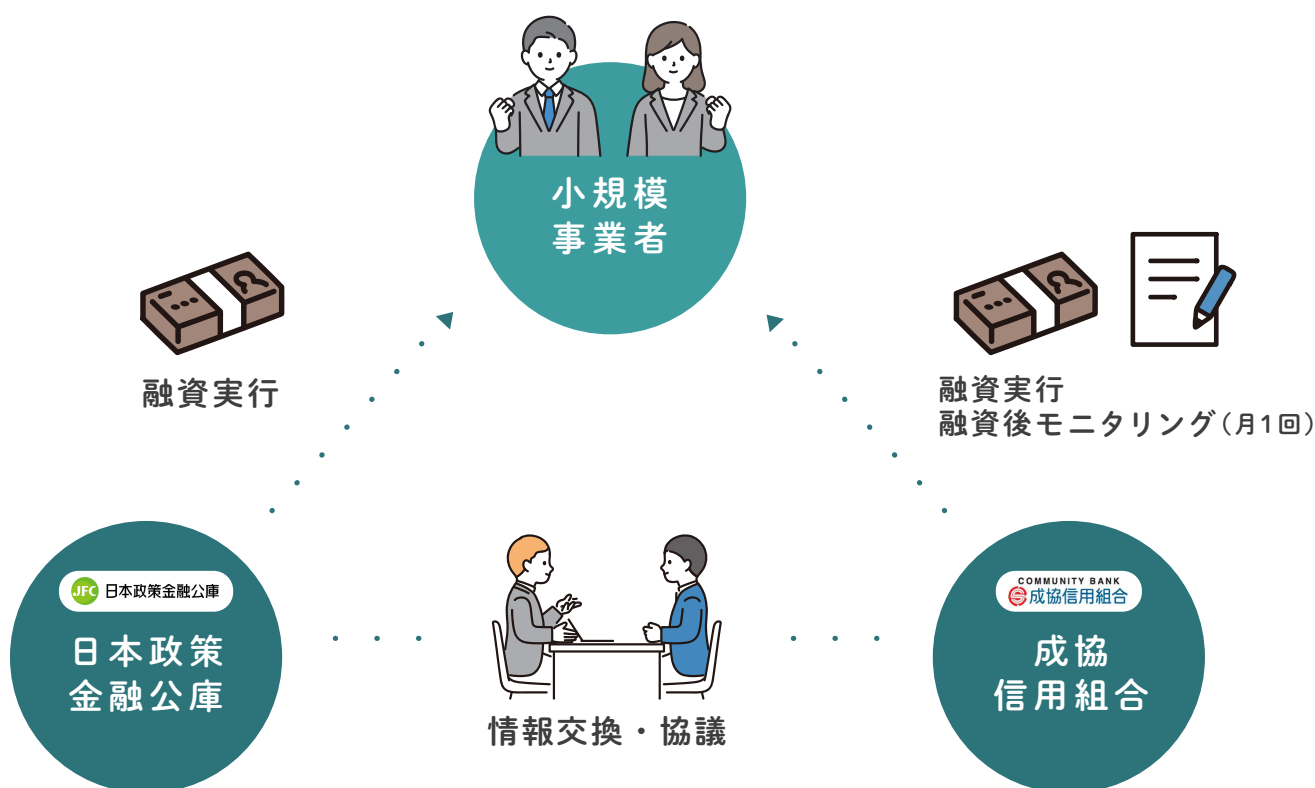 小規模
事業者
融資実行
融資実行
融資後モニタリング（月1回）
JFC 日本政策金融公庫
日本政策
金融公庫
COMMUNITY BANK
成協信用組合
成協
信用組合
情報交換・協議